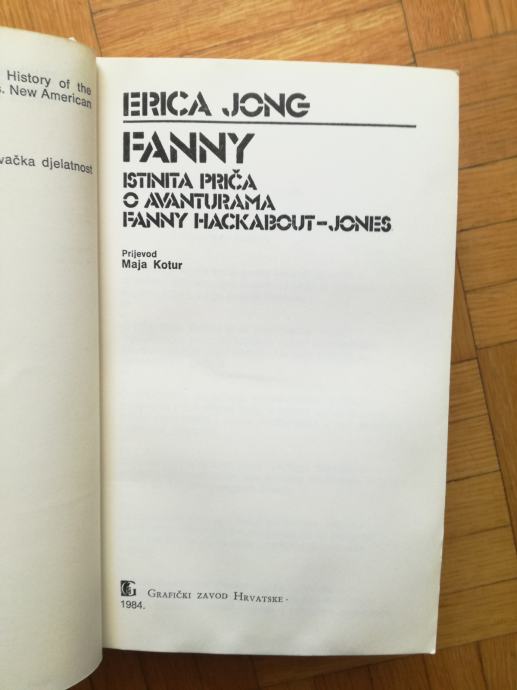 History of the
s. New American
vačka djelatnost
ERICA JONG
FANNY
ISTINITA PRIČA
O AVANTURAMA
FANNY HACKABOUT-JONES
Prijevod
Maja Kotur
GRAFIČKI ZAVOD HRVATSKE
1984.